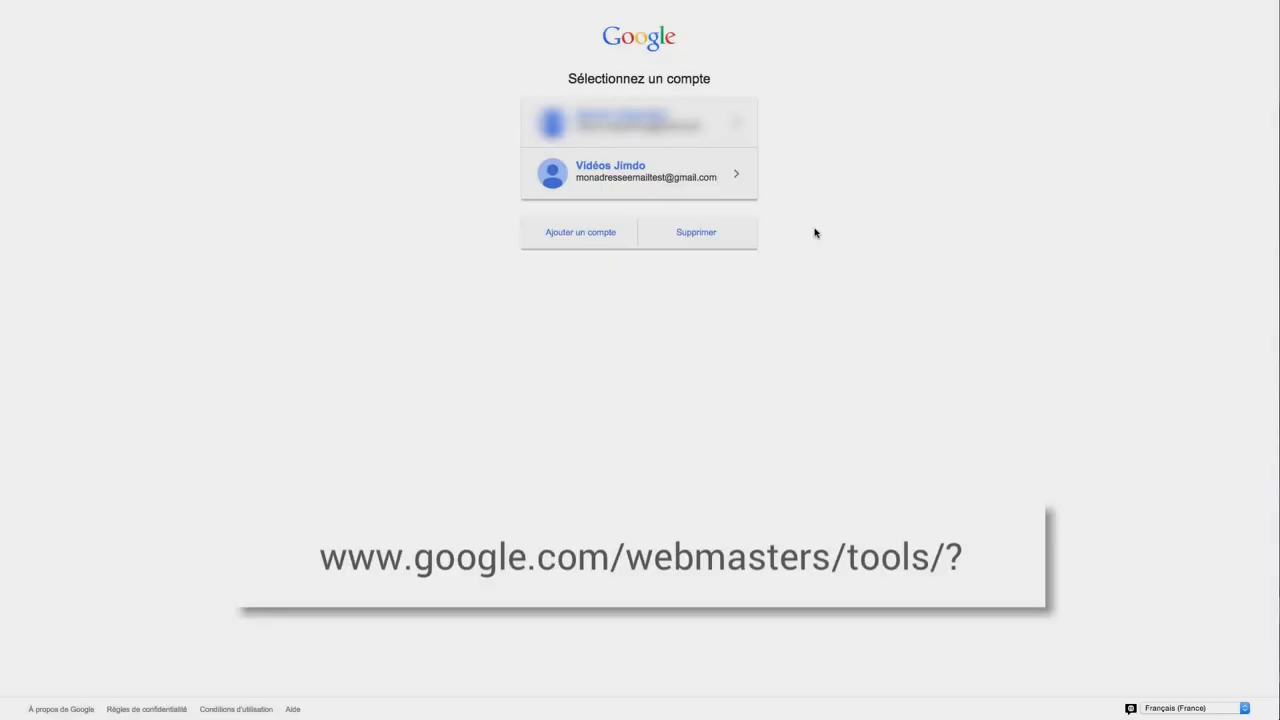 Google
Sélectionnez un compte
Vidéos Jimdo
monadresseemailtest@gmail.com
Ajouter un compte
Supprimer
www.google.com/webmasters/tools/?
À propos de Google
Règles de confidentialité
Conditions d'utilisation
Aide
Français (France)